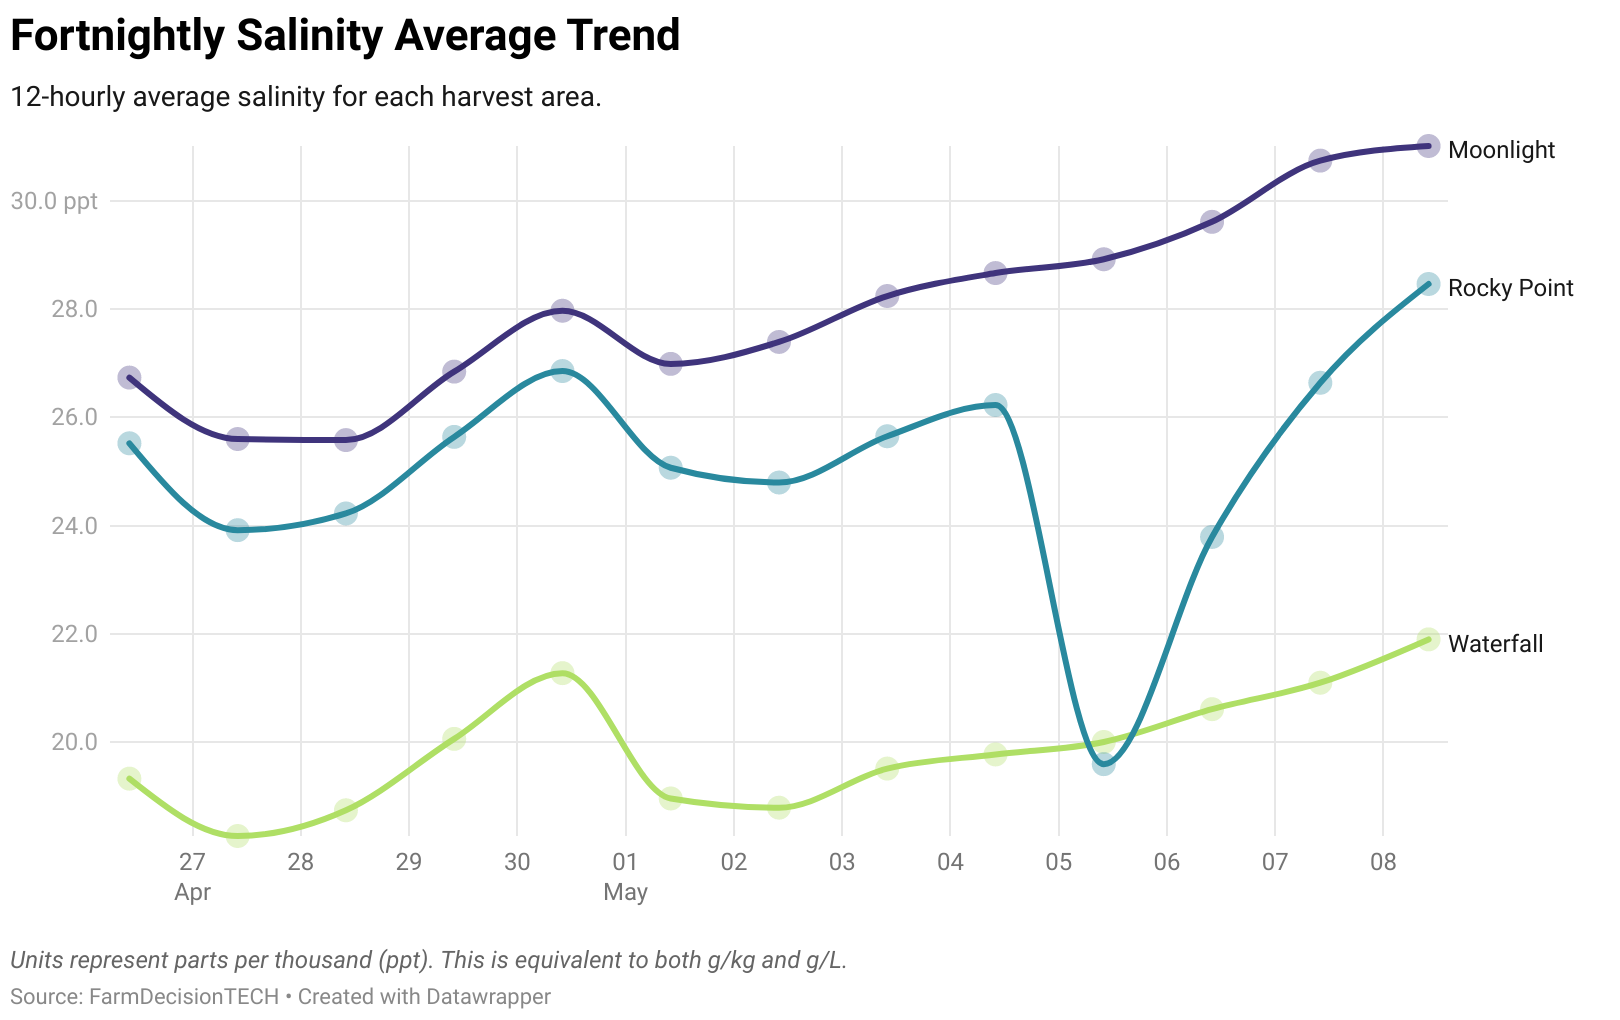 Fortnightly Salinity Average Trend
12-hourly average salinity for each harvest area.
Moonlight
30.0 ppt
Rocky Point
28.0
26.0
24.0
22.0
Waterfall
20.0
27 28 29 30 01 02 03 04 05 06 07 08
Apr May
Units represent parts per thousand (ppt). This is equivalent to both g/kg and g/L.
Source: FarmDecisionTECH • Created with Datawrapper